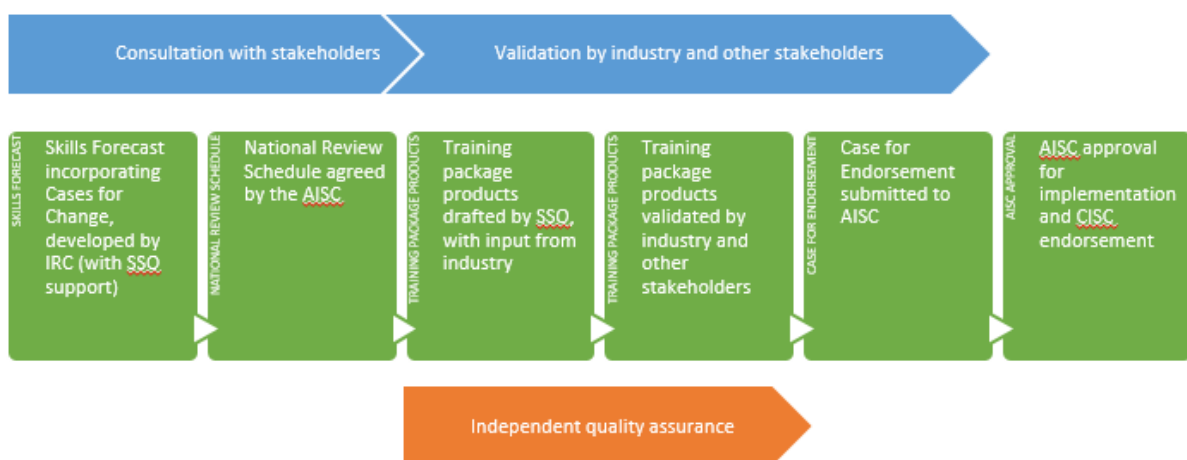 Consultation with stakeholders
Validation by industry and other stakeholders
SKILLS FORECAST
Skills Forecast
incorporating
Cases for
Change,
developed by
IRC (with SSO
support)
NATIONAL REVIEW SCHEDULE
National Review
Schedule agreed
by the AISC
TRAINING PACKAGE PRODUCTS
Training
package
products
drafted by SSO,
with input from
industry
TRAINING PACKAGE PRODUCTS
Training
package
products
validated by
industry and
other
stakeholders
CASE FOR ENDORSEMENT
Case for
Endorsement
submitted to
AISC
AISC APPROVAL
AISC approval
for
implementation
and CISC
endorsement
Independent quality assurance